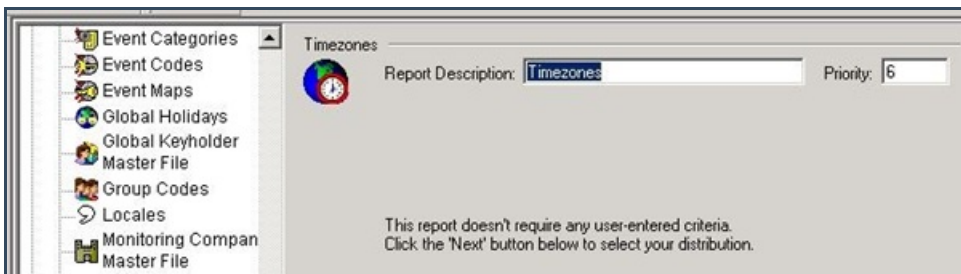 Event Categories
Event Codes
Event Maps
Global Holidays
Global Keyholder
Master File
Group Codes
Locales
Monitoring Compan
Master File
Timezones
Report Description: Timezones
Priority: 6
This report doesn't require any user-entered criteria.
Click the 'Next' button below to select your distribution.